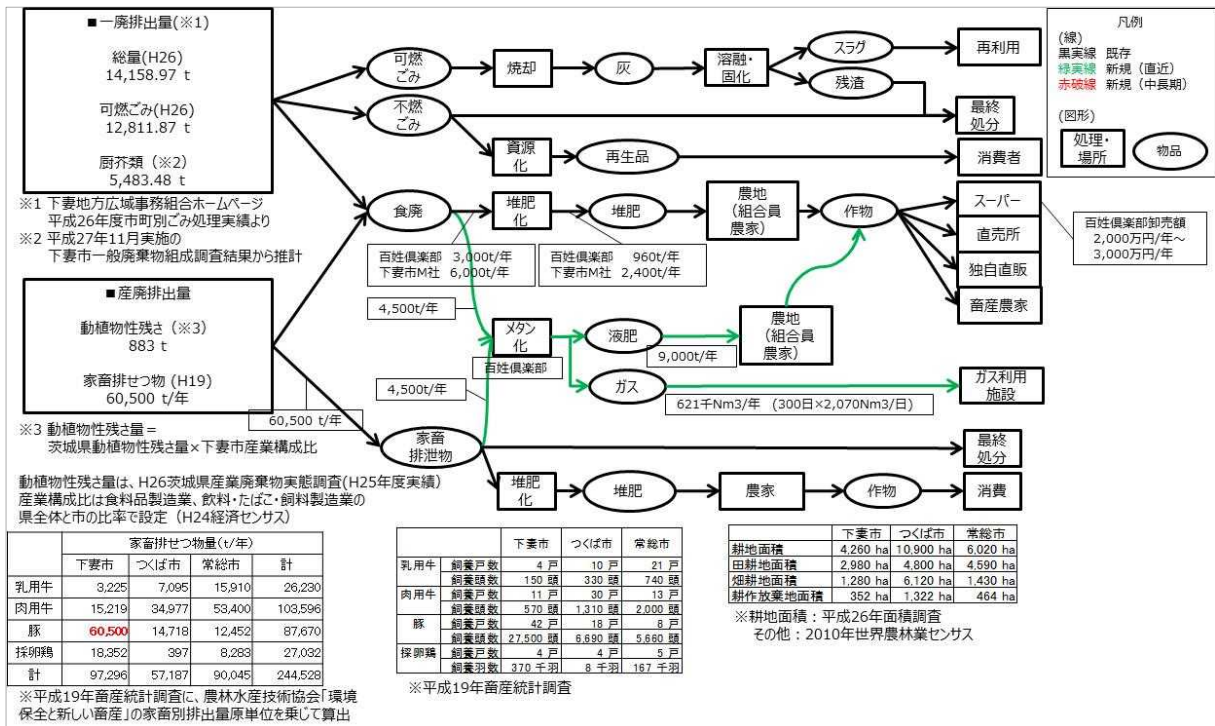 ■一廃排出量(※1)
総量(H26)
14,158.97 t
可燃ごみ(H26)
12,811.87 t
厨芥類（※2）
5,483.48 t
※1 下妻地方広域事務組合ホームページ
平成26年度市町別ごみ処理実績より
※2 平成27年11月実施の
下妻市一般廃棄物組成調査結果から推計
■産廃排出量
動植物性残さ（※3）
883 t
家畜排せつ物 (H19)
60,500 t/年
※3 動植物性残さ量＝
茨城県動植物性残さ量×下妻市産業構成比
動植物性残さ量は、H26茨城県産業廃棄物実態調査(H25年度実績)
産業構成比は食料品製造業、飲料・たばこ・飼料製造業の
県全体と市の比率で設定（H24経済センサス）
可燃
ごみ
焼却
灰
溶融・
固化
スラグ
再利用
残渣
不燃
ごみ
最終
処分
資源
化
再生品
消費者
食廃
堆肥
化
堆肥
農地
(組合員
農家)
作物
スーパー
直売所
独自直販
畜産農家
百姓倶楽部 3,000t/年
下妻市M社 6,000t/年
百姓倶楽部 960t/年
下妻市M社 2,400t/年
百姓倶楽部卸売額
2,000万円/年～
3,000万円/年
4,500t/年
メタン
化
百姓倶楽部
液肥
9,000t/年
農地
(組合員
農家)
4,500t/年
ガス
621千Nm3/年 (300日×2,070Nm3/日)
ガス利用
施設
60,500 t/年
家畜
排泄物
最終
処分
堆肥
化
堆肥
農家
作物
消費
凡例
(線)
黒実線 既存
緑実線 新規（直近）
赤破線 新規（中長期）
(図形)
処理・
場所
物品
家畜排せつ物量(t/年)
下妻市 つくば市 常総市 計
乳用牛 3,225 7,095 15,910 26,230
肉用牛 15,219 34,977 53,400 103,596
豚 60,500 14,718 12,452 87,670
採卵鶏 18,352 397 8,283 27,032
計 97,296 57,187 90,045 244,528
※平成19年畜産統計調査に、農林水産技術協会「環境
保全と新しい畜産」の家畜別排出量原単位を乗じて算出
下妻市 つくば市 常総市
乳用牛 飼養戸数 4 戸 10 戸 21 戸
飼養頭数 150 頭 330 頭 740 頭
肉用牛 飼養戸数 11 戸 30 戸 13 戸
飼養頭数 570 頭 1,310 頭 2,000 頭
豚 飼養戸数 42 戸 18 戸 8 戸
飼養頭数 27,500 頭 6,690 頭 5,660 頭
採卵鶏 飼養戸数 4 戸 4 戸 5 戸
飼養羽数 370 千羽 8 千羽 167 千羽
※平成19年畜産統計調査
下妻市 つくば市 常総市
耕地面積 4,260 ha 10,900 ha 6,020 ha
田耕地面積 2,980 ha 4,800 ha 4,590 ha
畑耕地面積 1,280 ha 6,120 ha 1,430 ha
耕作放棄地面積 352 ha 1,322 ha 464 ha
※耕地面積：平成26年面積調査
その他：2010年世界農林業センサス